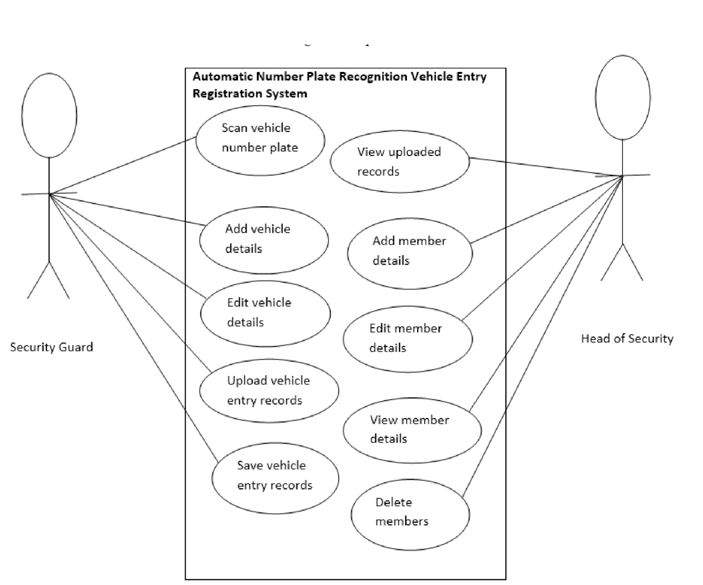 Automatic Number Plate Recognition Vehicle Entry
Registration System
Scan vehicle
number plate
View uploaded
records
Add vehicle
details
Add member
details
Edit vehicle
details
Edit member
details
Security Guard
Head of Security
Upload vehicle
entry records
View member
details
Save vehicle
entry records
Delete
members